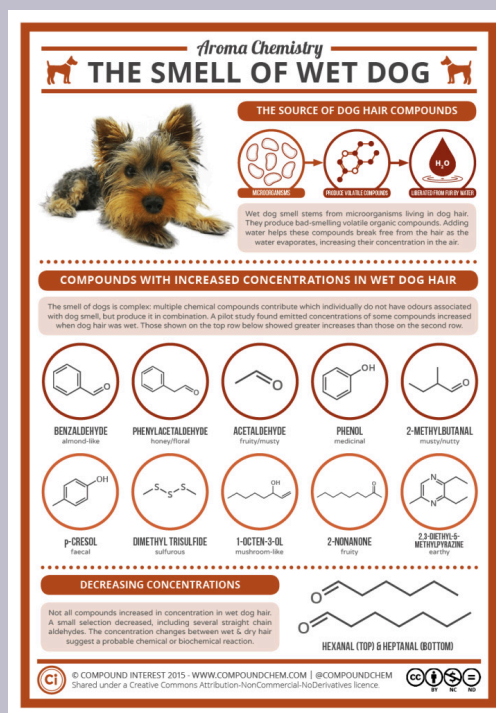 Aroma Chemistry
THE SMELL OF WET DOG
THE SOURCE OF DOG HAIR COMPOUNDS
H₂O
MICROORGANISMS
PRODUCE VOLATILE COMPOUNDS
LIBERATED FROM FUR BY WATER
Wet dog smell stems from microorganisms living in dog hair.
They produce bad-smelling volatile organic compounds. Adding
water helps these compounds break free from the hair as the
water evaporates, increasing their concentration in the air.
COMPOUNDS WITH INCREASED CONCENTRATIONS IN WET DOG HAIR
The smell of dogs is complex: multiple chemical compounds contribute which individually do not have odours associated
with dog smell, but produce it in combination. A pilot study found emitted concentrations of some compounds increased
when dog hair was wet. Those shown on the top row below showed greater increases than those on the second row.
O
O
O
OH
O
BENZALDEHYDE
almond-like
PHENYLACETALDEHYDE
honey/floral
ACETALDEHYDE
fruity/musty
PHENOL
medicinal
2-METHYLBUTANAL
musty/nutty
OH
S S S
OH
O
N
N
p-CRESOL
faecal
DIMETHYL TRISULFIDE
sulfurous
1-OCTEN-3-OL
mushroom-like
2-NONANONE
fruity
2,3-DIETHYL-5-
METHYLPYRAZINE
earthy
DECREASING CONCENTRATIONS
Not all compounds increased in concentration in wet dog hair.
A small selection decreased, including several straight chain
aldehydes. The concentration changes between wet & dry hair
suggest a probable chemical or biochemical reaction.
O
O
HEXANAL (TOP) & HEPTANAL (BOTTOM)
Ci
© COMPOUND INTEREST 2015 - WWW.COMPOUNDCHEM.COM | @COMPOUNDCHEM
Shared under a Creative Commons Attribution-NonCommercial-NoDerivatives licence.
CC
BY NC ND